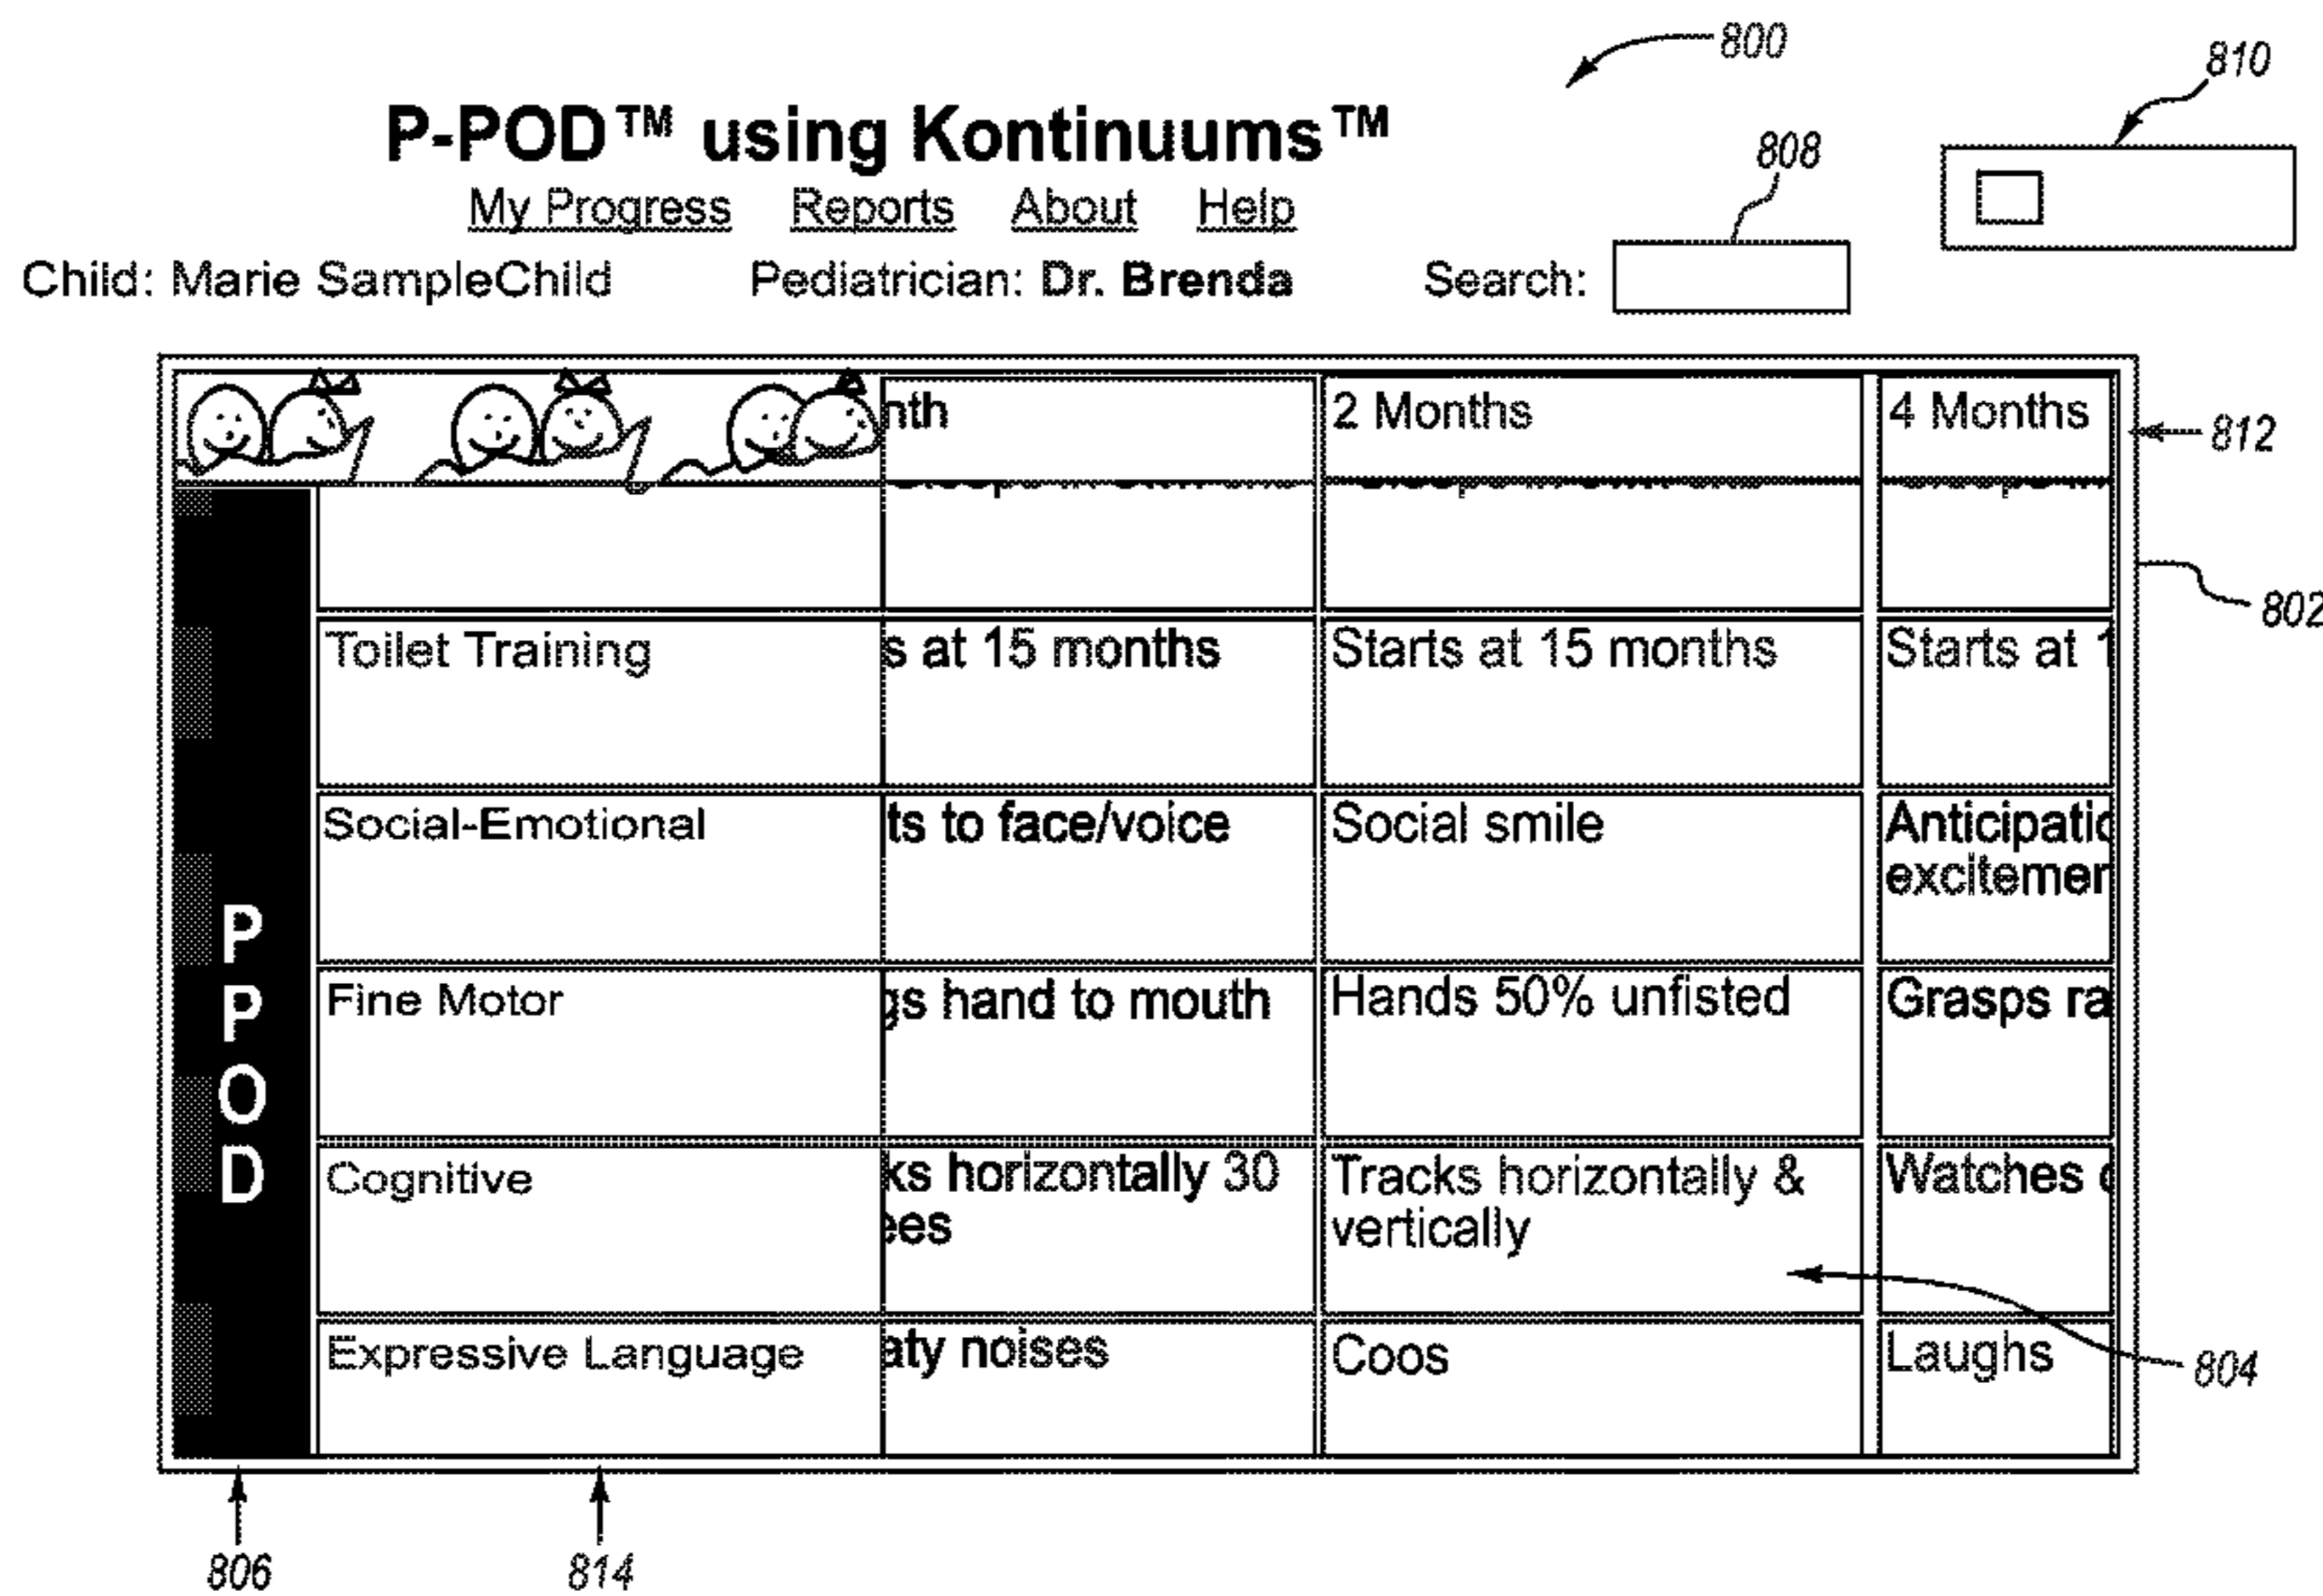 800
810
P-POD™ using Kontinuums™
808
My Progress Reports About Help
Child: Marie SampleChild Pediatrician: Dr. Brenda Search:
nth 2 Months 4 Months 812
802
Toilet Training s at 15 months Starts at 15 months Starts at 1
Social-Emotional ts to face/voice Social smile Anticipatio
excitemen
P
Fine Motor gs hand to mouth Hands 50% unfisted Grasps ra
P
O
D
Cognitive ks horizontally 30 Tracks horizontally & Watches
ees vertically
Expressive Language aty noises Coos Laughs 804
806 814